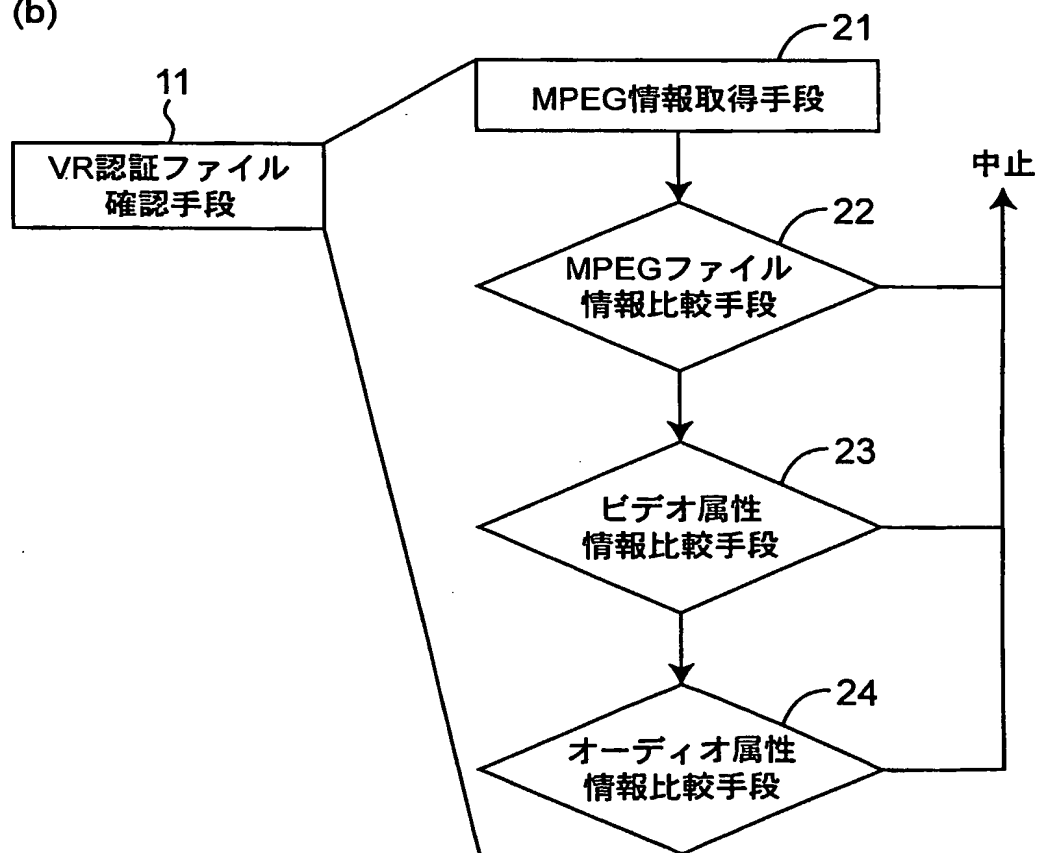 (b)
11
VR認証ファイル
確認手段
21
MPEG情報取得手段
中止
22
MPEGファイル
情報比較手段
23
ビデオ属性
情報比較手段
24
オーディオ属性
情報比較手段